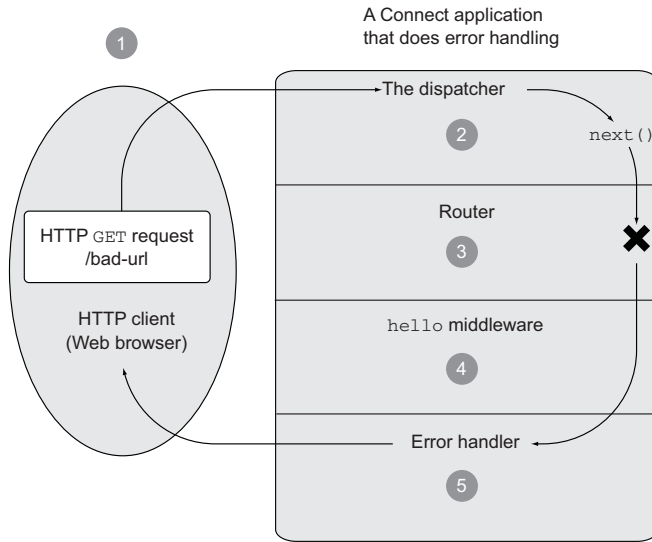 1
A Connect application
that does error handling
The dispatcher
2
next()
HTTP GET request
/bad-url
HTTP client
(Web browser)
Router
3
hello middleware
4
Error handler
5